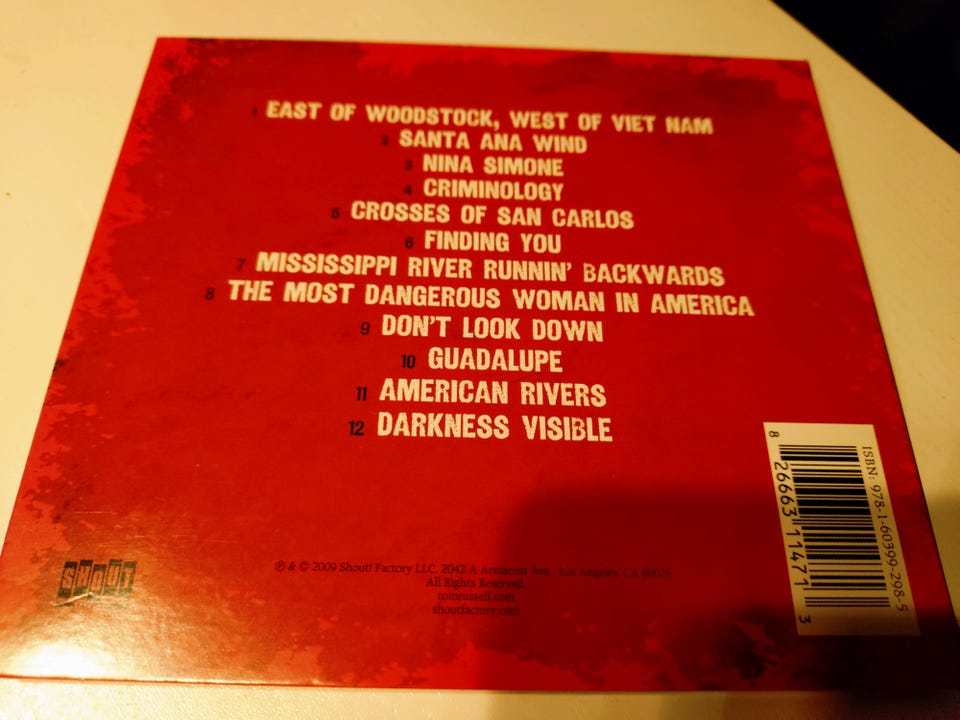 1 EAST OF WOODSTOCK, WEST OF VIET NAM
2 SANTA ANA WIND
3 NINA SIMONE
4 CRIMINOLOGY
5 CROSSES OF SAN CARLOS
6 FINDING YOU
7 MISSISSIPPI RIVER RUNNIN' BACKWARDS
8 THE MOST DANGEROUS WOMAN IN AMERICA
9 DON'T LOOK DOWN
10 GUADALUPE
11 AMERICAN RIVERS
12 DARKNESS VISIBLE
ISBN: 978-1-60399-298-5
8 26663 11471 3
SHOUT
℗ & © 2009 Shout! Factory LLC, 2042-A Armacost Ave., Los Angeles, CA 90025.
All Rights Reserved.
tomrussell.com
shoutfactory.com